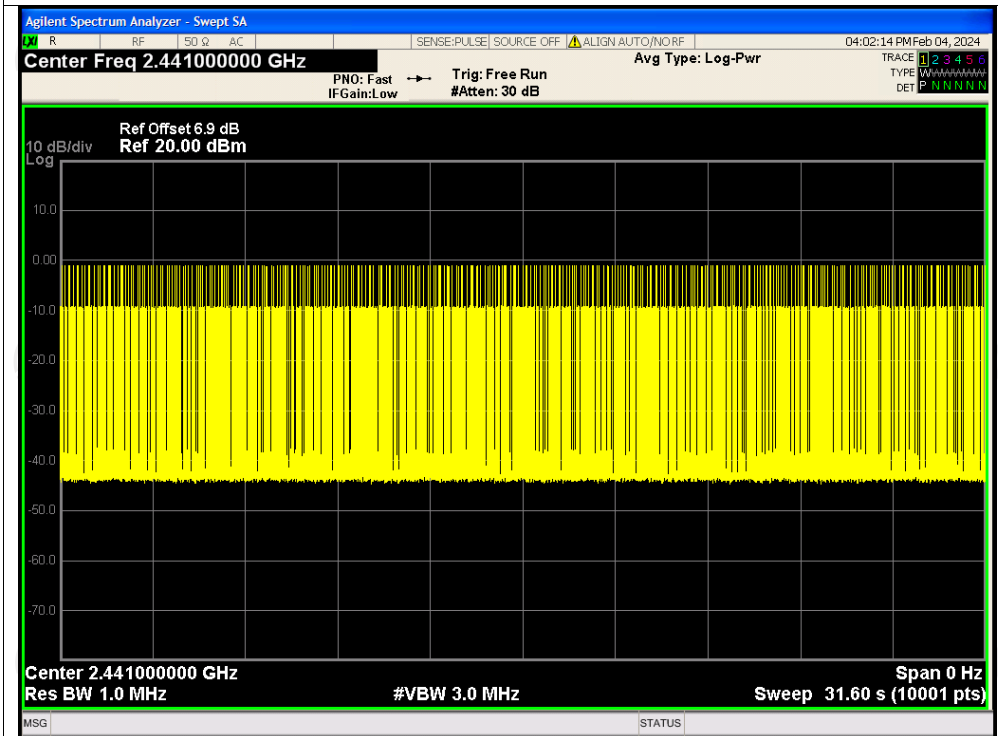 Agilent Spectrum Analyzer - Swept SA
LXI R RF 50 Ω AC SENSE:PULSE SOURCE OFF ALIGN AUTO/NO RF 04:02:14 PM Feb 04, 2024
Center Freq 2.441000000 GHz
PNO: Fast
IFGain:Low
Trig: Free Run
#Atten: 30 dB
Avg Type: Log-Pwr
TRACE 1 2 3 4 5 6
TYPE WWWWWWW
DET P N N N N N
Ref Offset 6.9 dB
10 dB/div Ref 20.00 dBm
Log
10.0
0.00
-10.0
-20.0
-30.0
-40.0
-50.0
-60.0
-70.0
Center 2.441000000 GHz Span 0 Hz
Res BW 1.0 MHz #VBW 3.0 MHz Sweep 31.60 s (10001 pts)
MSG STATUS